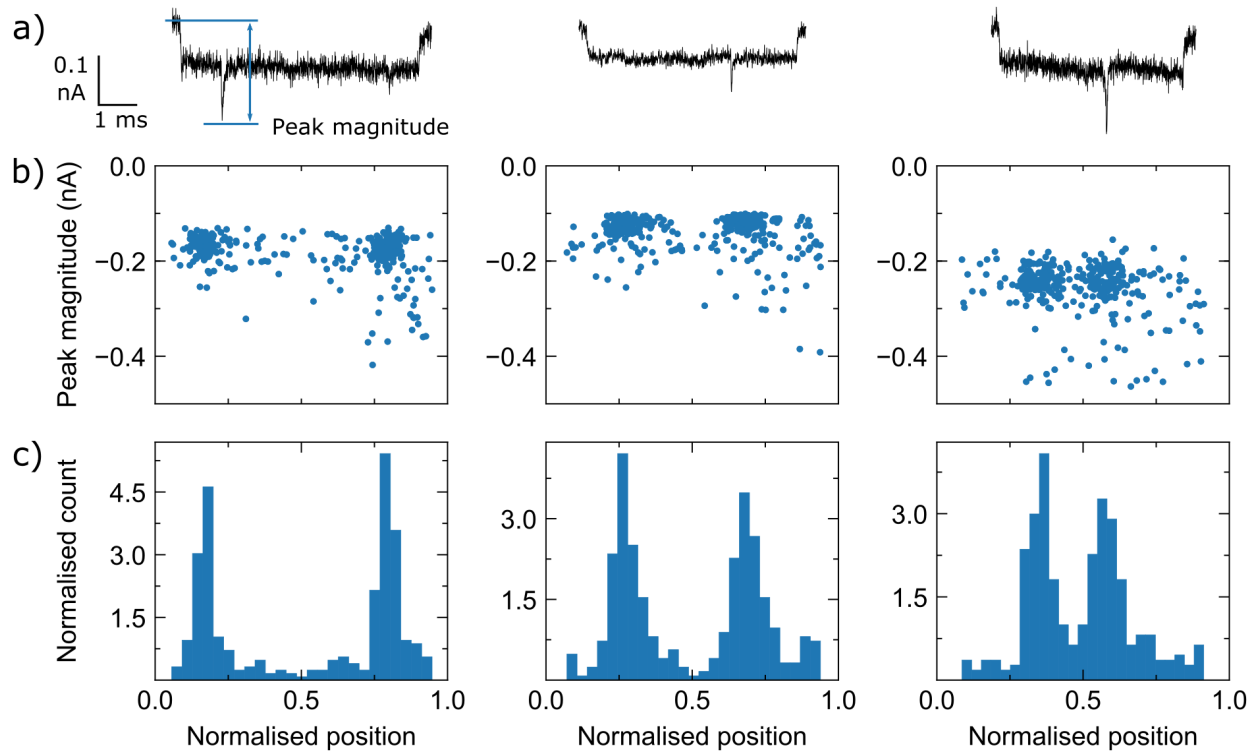 a)
0.1
nA
1 ms
Peak magnitude
b)
Peak magnitude (nA)
0.0
−0.2
−0.4
0.0
−0.2
−0.4
0.0
−0.2
−0.4
c)
Normalised count
4.5
3.0
1.5
3.0
1.5
3.0
1.5
0.0 0.5 1.0
0.0 0.5 1.0
0.0 0.5 1.0
Normalised position
Normalised position
Normalised position